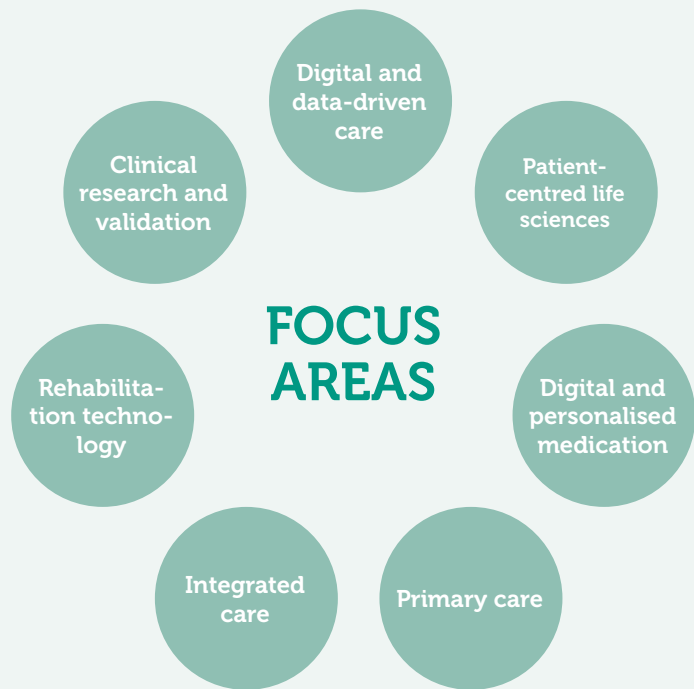 Digital and
data-driven
care
Patient-
centred life
sciences
Digital and
personalised
medication
Primary care
Integrated
care
Rehabilita-
tion techno-
logy
Clinical
research and
validation
FOCUS
AREAS